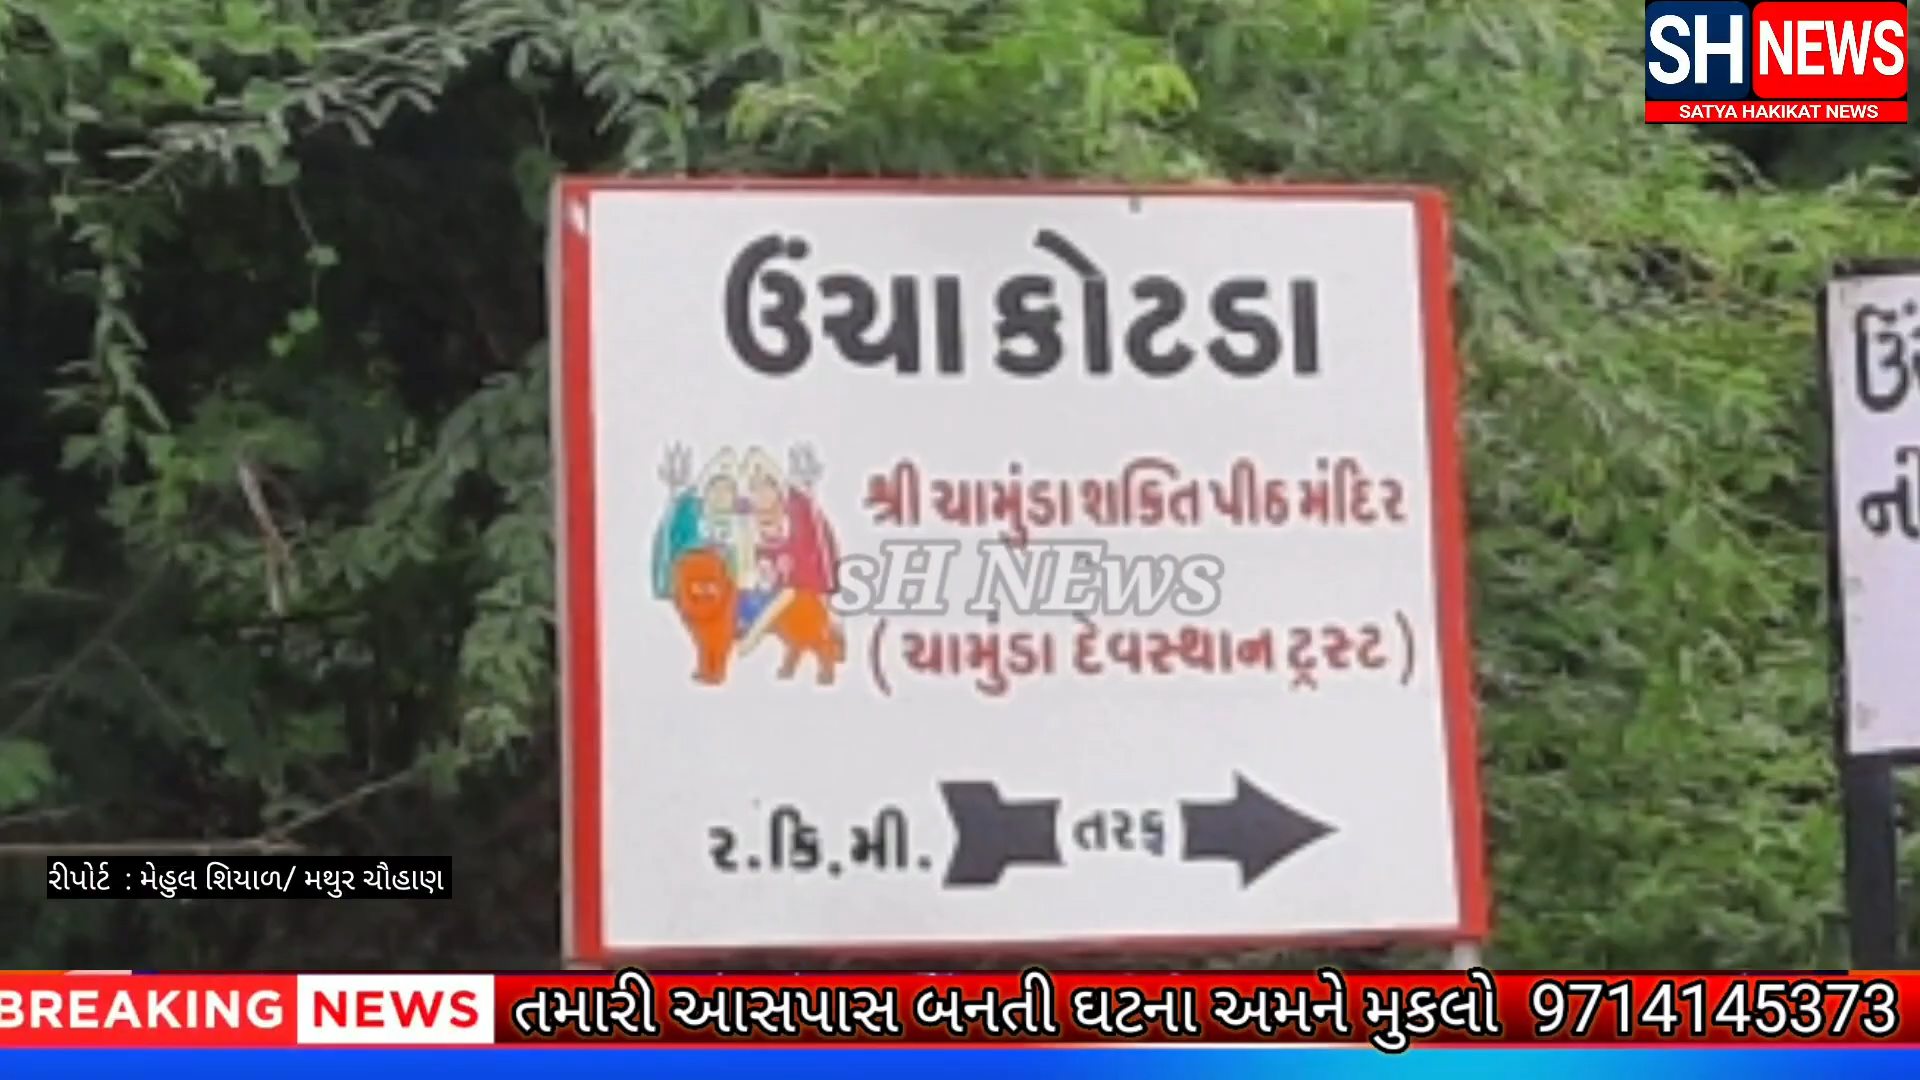 SH NEWS
SATYA HAKIKAT NEWS
ઉંચા કોટડા
શ્રી ચામુંડા શકિત પીઠ મંદિર
sH NEws
( ચામુંડા દેવસ્થાન ટ્રસ્ટ )
૨.કિ.મી. તરફ
રીપોર્ટ : મેહુલ શિયાળ/ મથુર ચૌહાણ
BREAKING NEWS તમારી આસપાસ બનતી ઘટના અમને મુકલો 9714145373